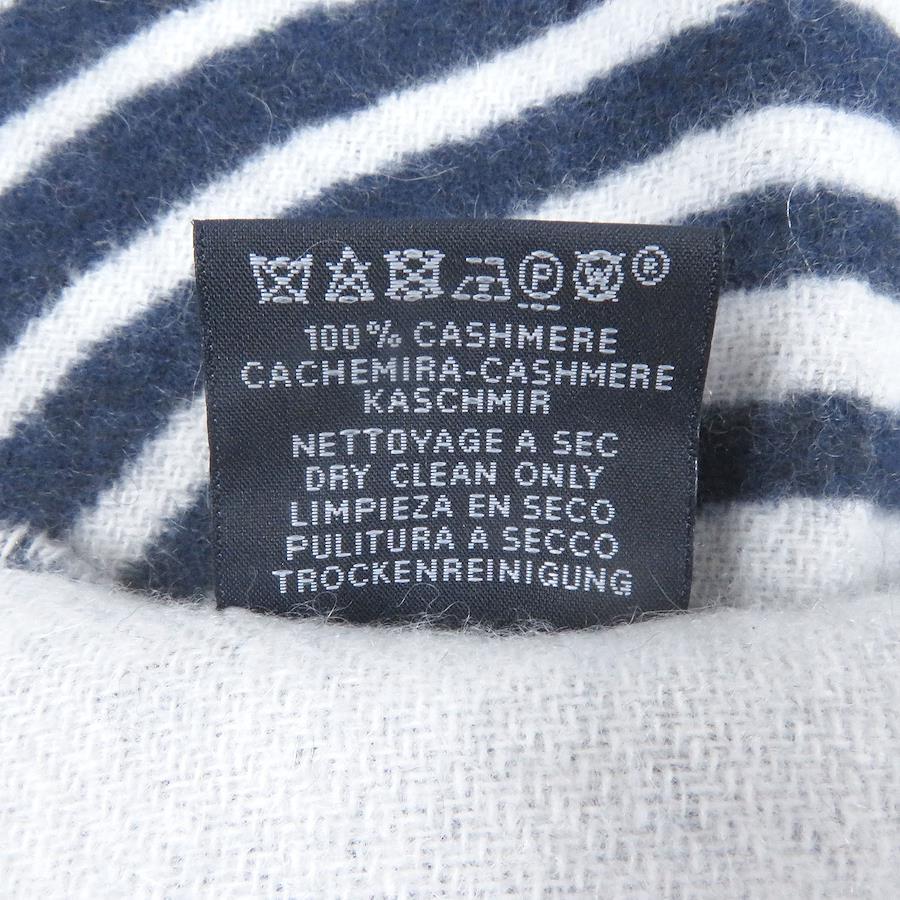 P W ®
100% CASHMERE
CACHEMIRA-CASHMERE
KASCHMIR
NETTOYAGE A SEC
DRY CLEAN ONLY
LIMPIEZA EN SECO
PULITURA A SECCO
TROCKENREINIGUNG